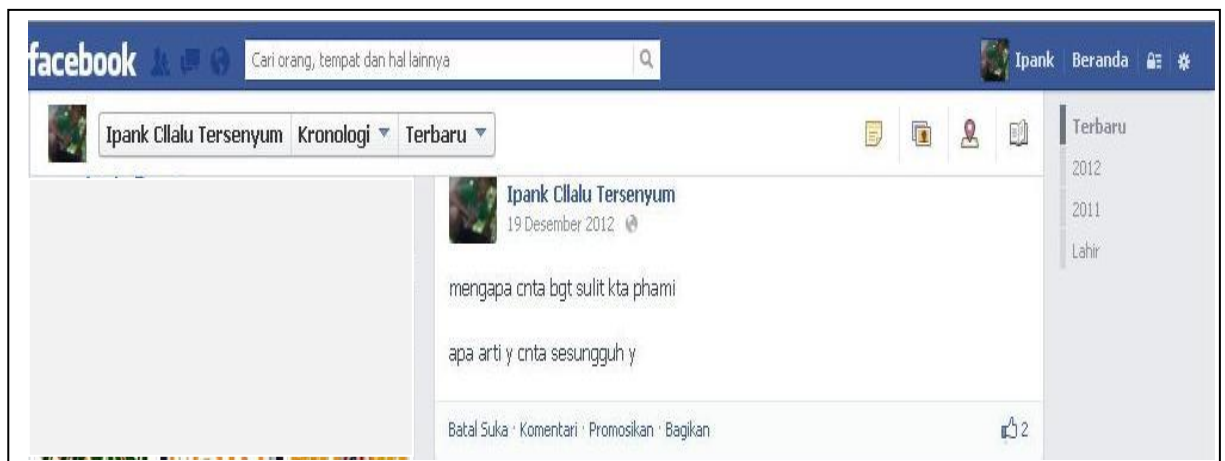 facebook Cari orang, tempat dan hal lainnya Ipank Beranda
Ipank Cllalu Tersenyum Kronologi Terbaru
Terbaru
2012
2011
Lahir
Ipank Cllalu Tersenyum
19 Desember 2012
mengapa cnta bgt sulit kta phami
apa arti y cnta sesungguh y
Batal Suka · Komentari · Promosikan · Bagikan 2